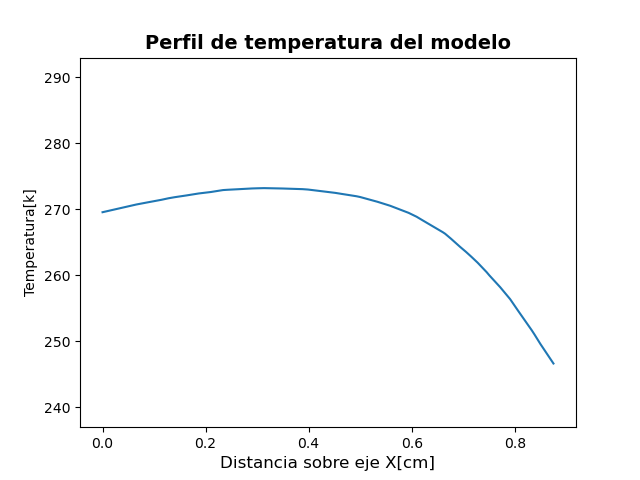 Perfil de temperatura del modelo
290
280
270
260
250
240
Temperatura[k]
0.0 0.2 0.4 0.6 0.8
Distancia sobre eje X[cm]